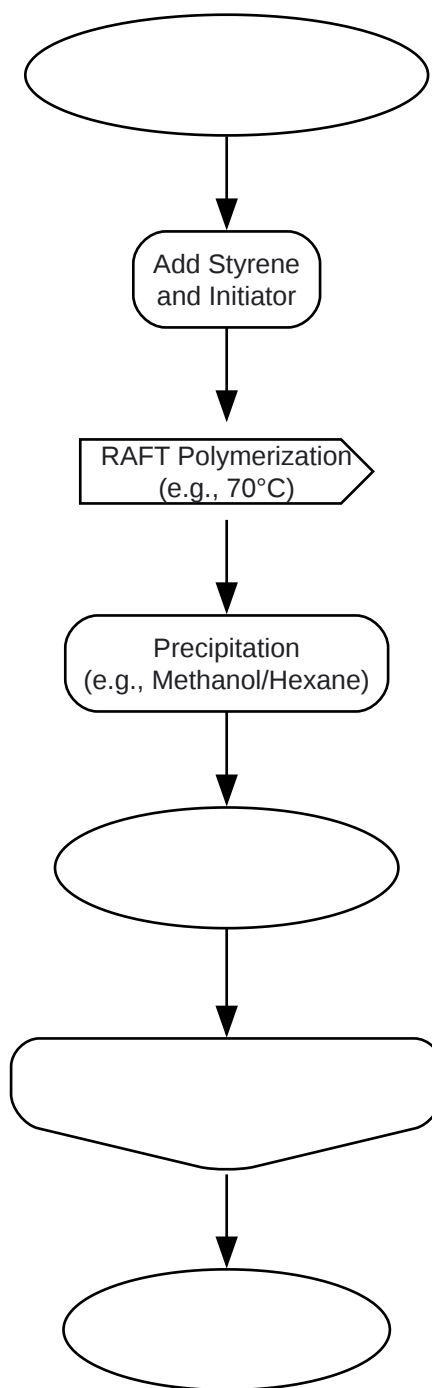 Add Styrene
and Initiator
RAFT Polymerization
(e.g., 70°C)
Precipitation
(e.g., Methanol/Hexane)